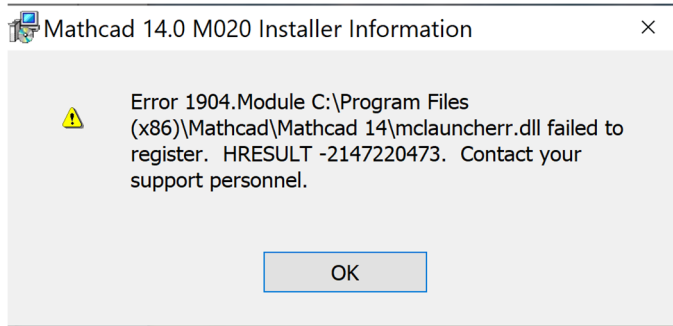 Mathcad 14.0 M020 Installer Information
Error 1904.Module C:\Program Files
(x86)\Mathcad\Mathcad 14\mclauncherr.dll failed to
register.  HRESULT -2147220473.  Contact your
support personnel.
OK